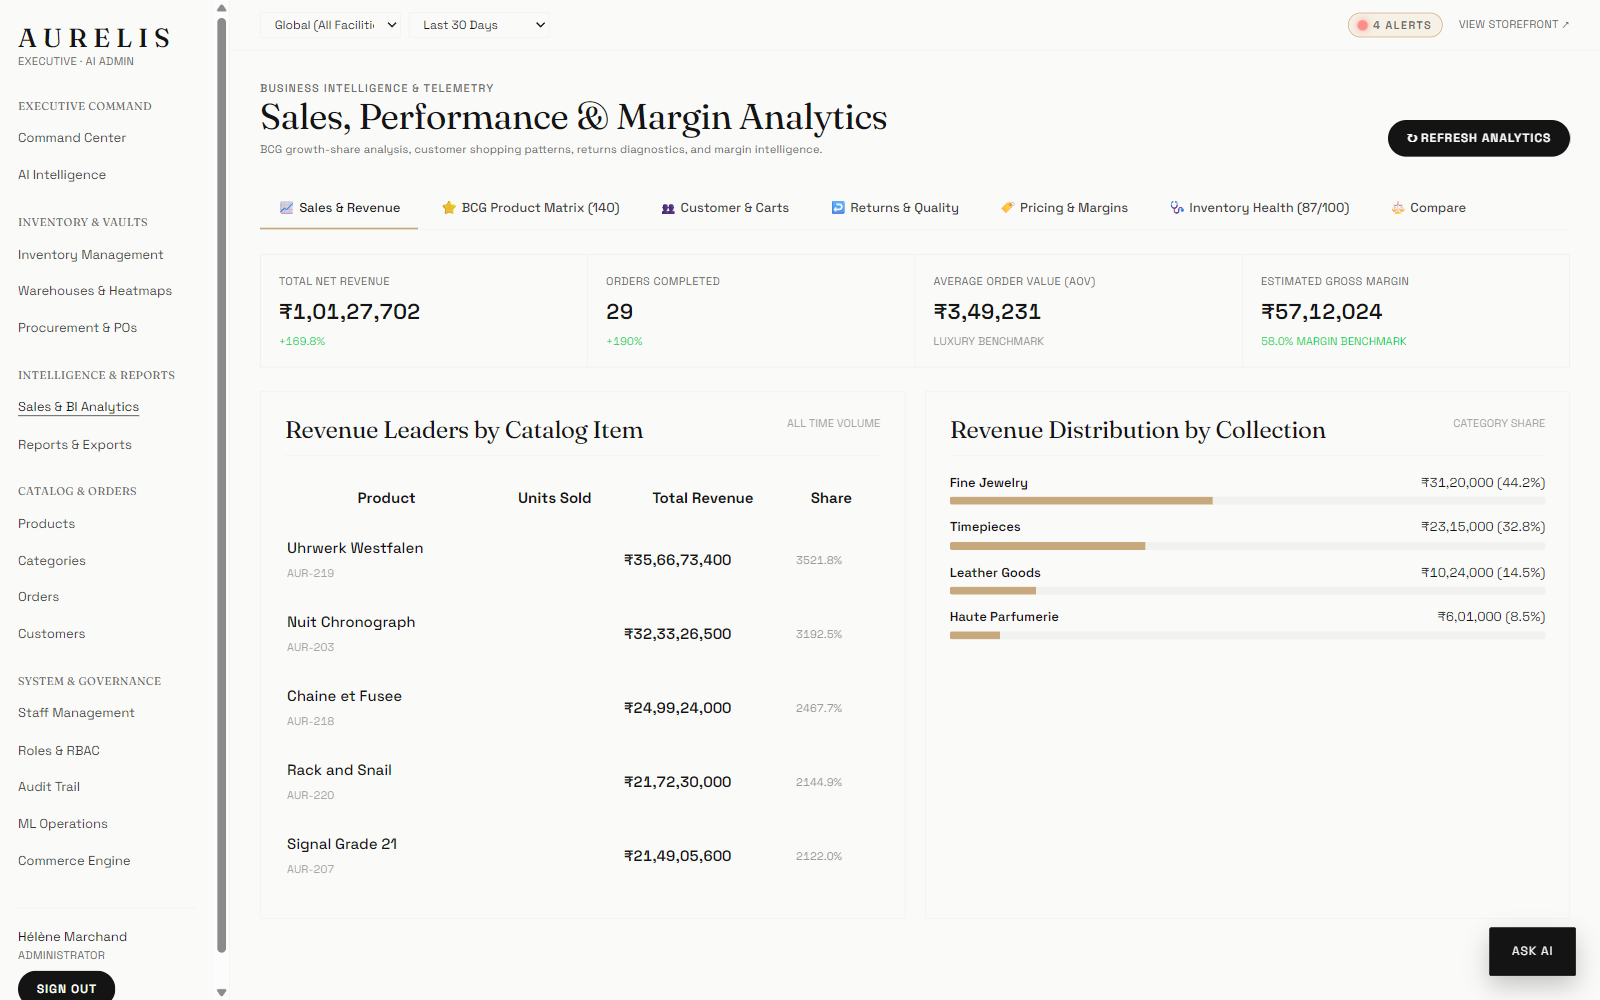 AURELIS
EXECUTIVE · AI ADMIN
EXECUTIVE COMMAND
Command Center
AI Intelligence
INVENTORY & VAULTS
Inventory Management
Warehouses & Heatmaps
Procurement & POs
INTELLIGENCE & REPORTS
Sales & BI Analytics
Reports & Exports
CATALOG & ORDERS
Products
Categories
Orders
Customers
SYSTEM & GOVERNANCE
Staff Management
Roles & RBAC
Audit Trail
ML Operations
Commerce Engine
Hélène Marchand
ADMINISTRATOR
SIGN OUT
Global (All Faciliti
Last 30 Days
4 ALERTS
VIEW STOREFRONT ↗
BUSINESS INTELLIGENCE & TELEMETRY
Sales, Performance & Margin Analytics
BCG growth-share analysis, customer shopping patterns, returns diagnostics, and margin intelligence.
↻ REFRESH ANALYTICS
Sales & Revenue
BCG Product Matrix (140)
Customer & Carts
Returns & Quality
Pricing & Margins
Inventory Health (87/100)
Compare
TOTAL NET REVENUE
₹1,01,27,702
+169.8%
ORDERS COMPLETED
29
+190%
AVERAGE ORDER VALUE (AOV)
₹3,49,231
LUXURY BENCHMARK
ESTIMATED GROSS MARGIN
₹57,12,024
58.0% MARGIN BENCHMARK
Revenue Leaders by Catalog Item
ALL TIME VOLUME
Product Units Sold Total Revenue Share
Uhrwerk Westfalen
AUR-219
₹35,66,73,400 3521.8%
Nuit Chronograph
AUR-203
₹32,33,26,500 3192.5%
Chaine et Fusee
AUR-218
₹24,99,24,000 2467.7%
Rack and Snail
AUR-220
₹21,72,30,000 2144.9%
Signal Grade 21
AUR-207
₹21,49,05,600 2122.0%
Revenue Distribution by Collection
CATEGORY SHARE
Fine Jewelry ₹31,20,000 (44.2%)
Timepieces ₹23,15,000 (32.8%)
Leather Goods ₹10,24,000 (14.5%)
Haute Parfumerie ₹6,01,000 (8.5%)
ASK AI